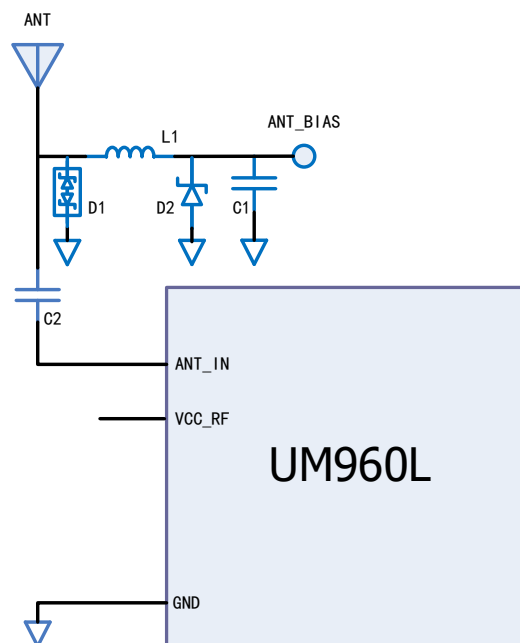 ANT
L1
ANT_BIAS
D1
D2
C1
C2
ANT_IN
VCC_RF
UM960L
GND